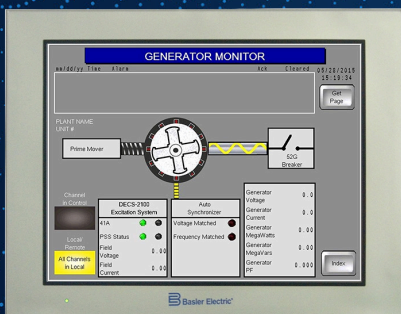 GENERATOR MONITOR
mm/dd/yy Time Alarm Ack Cleared
05/28/2019
15:19:34
Get
Page
PLANT NAME
UNIT #
Prime Mover
52G
Breaker
Channel
in Control
Local/
Remote
All Channels
in Local
DECS-2100
Excitation System
41A
PSS Status
Field
Voltage 0.00
Field
Current 0.00
Auto
Synchronizer
Voltage Matched
Frequency Matched
Generator
Voltage 0.0
Generator
Current 0.0
Generator
MegaWatts 0.0
Generator
MegaVars 0.0
Generator
PF 0.000
Index
Basler Electric